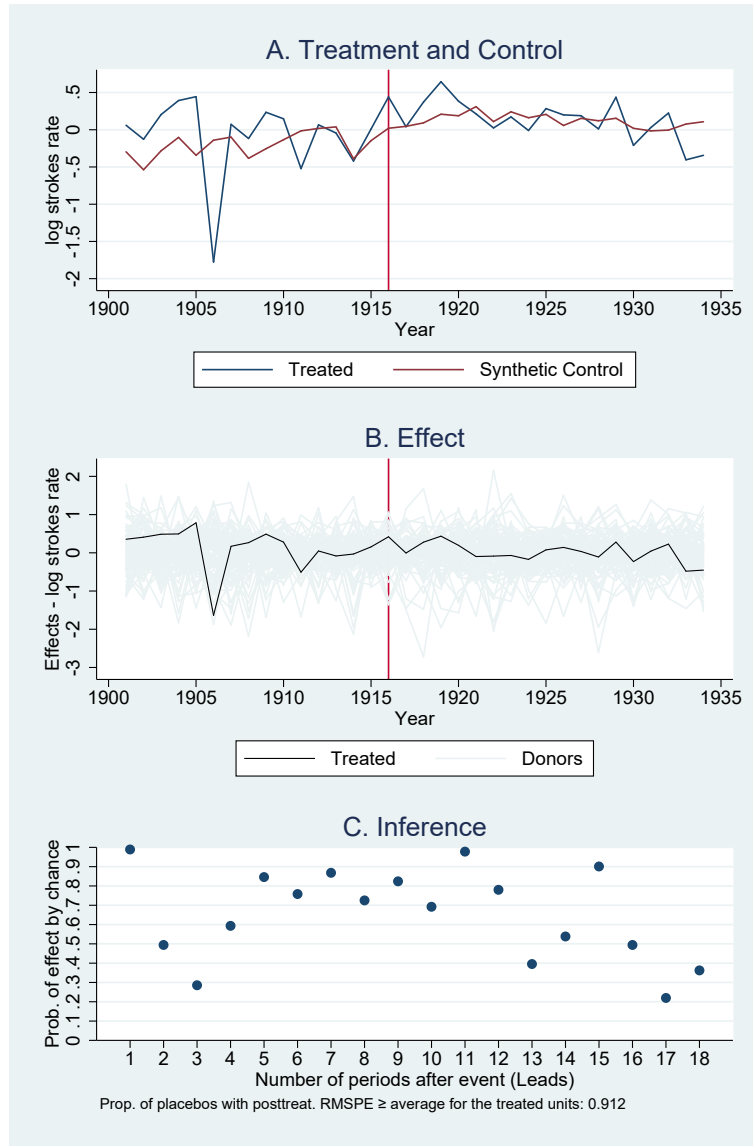 A. Treatment and Control
log strokes rate
.5
0
-.5
-1
-1.5
-2
1900 1905 1910 1915 1920 1925 1930 1935
Year
Treated Synthetic Control
B. Effect
Effects - log strokes rate
2
1
0
-1
-2
-3
1900 1905 1910 1915 1920 1925 1930 1935
Year
Treated Donors
C. Inference
Prob. of effect by chance
0 .1 .2 .3 .4 .5 .6 .7 .8 .9 1
1 2 3 4 5 6 7 8 9 10 11 12 13 14 15 16 17 18
Number of periods after event (Leads)
Prop. of placebos with posttreat. RMSPE ≥ average for the treated units: 0.912